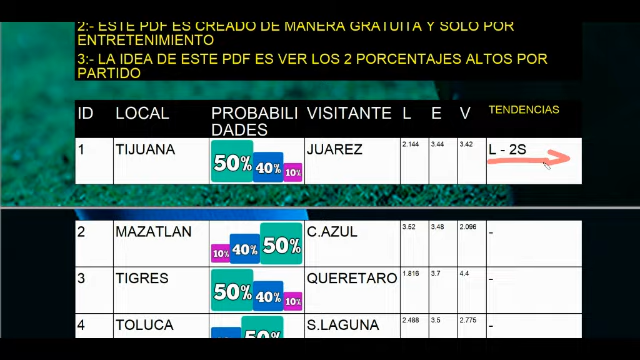 2:- ESTE PDF ES CREADO DE MANERA GRATUITA Y SOLO POR
ENTRETENIMIENTO
3:- LA IDEA DE ESTE PDF ES VER LOS 2 PORCENTAJES ALTOS POR
PARTIDO
ID LOCAL PROBABILI DADES VISITANTE L E V TENDENCIAS
1 TIJUANA 50% 40% 10% JUAREZ 2.144 3.44 3.42 L - 2S
2 MAZATLAN 10% 40% 50% C.AZUL 3.52 3.48 2.096 -
3 TIGRES 50% 40% 10% QUERETARO 1.816 3.7 4.4 -
4 TOLUCA 50% S.LAGUNA 2.488 3.5 2.775 -